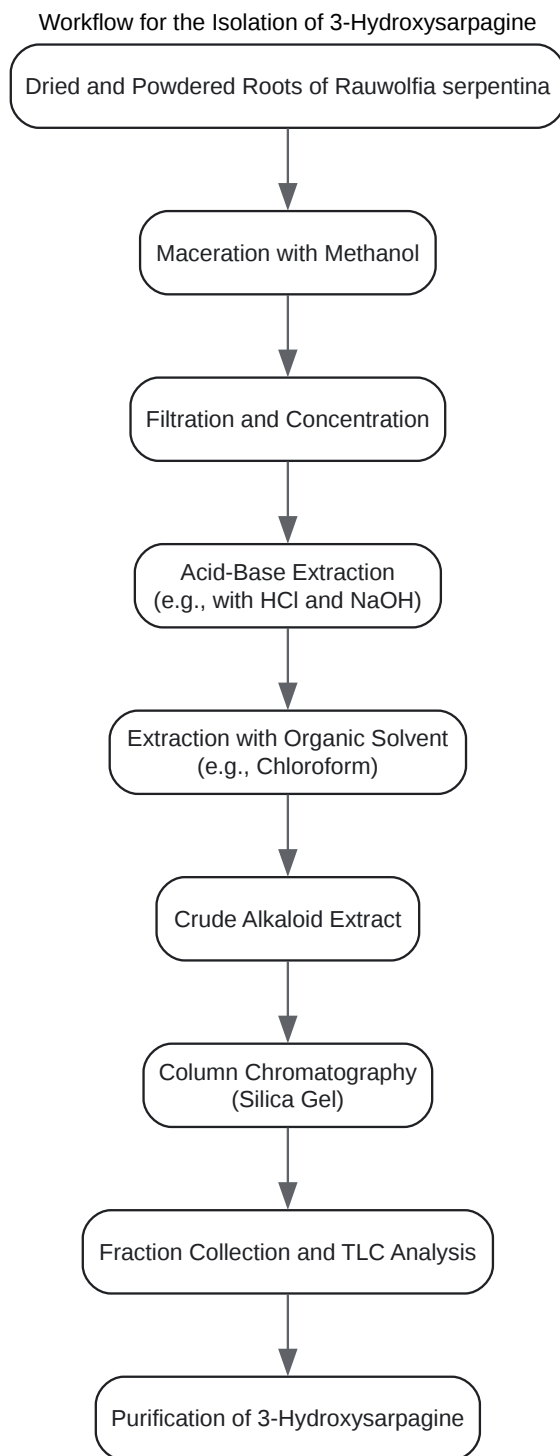 Workflow for the Isolation of 3-Hydroxysarpagine
Dried and Powdered Roots of Rauwolfia serpentina
Maceration with Methanol
Filtration and Concentration
Acid-Base Extraction
(e.g., with HCl and NaOH)
Extraction with Organic Solvent
(e.g., Chloroform)
Crude Alkaloid Extract
Column Chromatography
(Silica Gel)
Fraction Collection and TLC Analysis
Purification of 3-Hydroxysarpagine